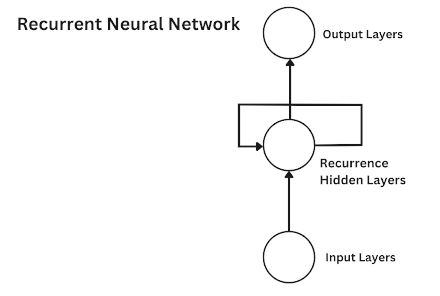 Recurrent Neural Network
Output Layers
Recurrence
Hidden Layers
Input Layers